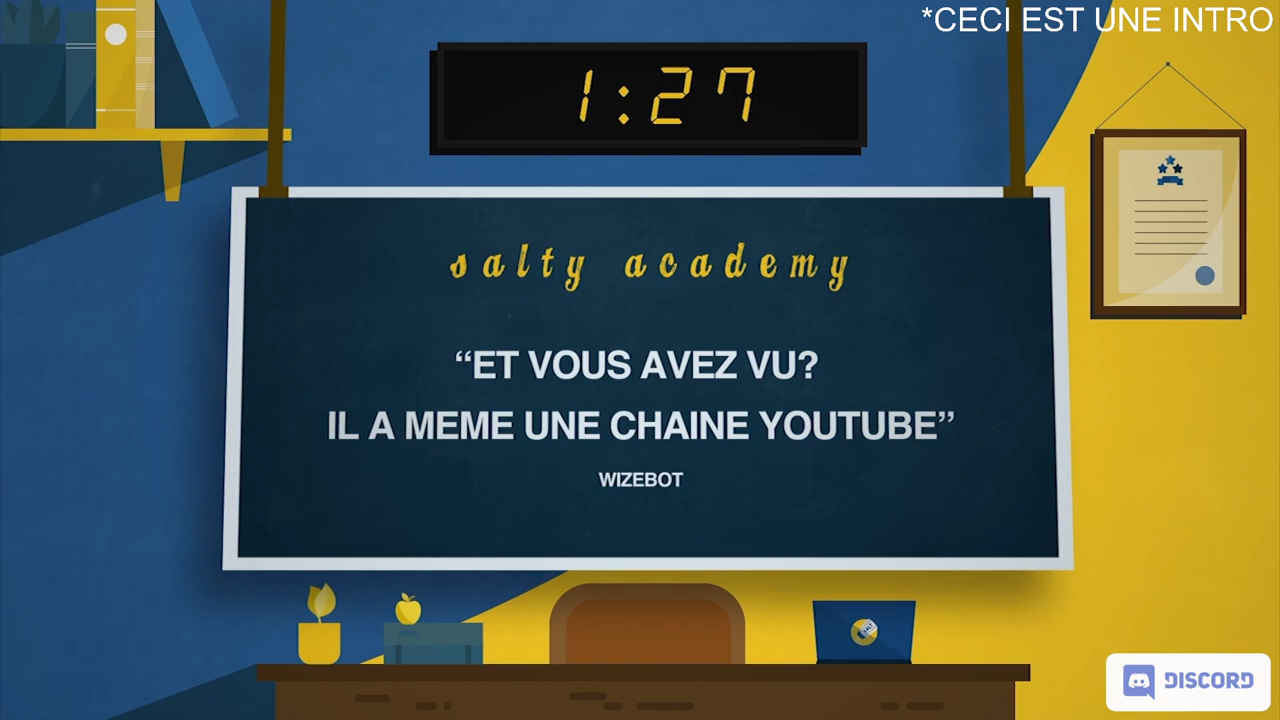 *CECI EST UNE INTRO
1:27
salty academy
“ET VOUS AVEZ VU?
IL A MEME UNE CHAINE YOUTUBE”
WIZEBOT
DISCORD